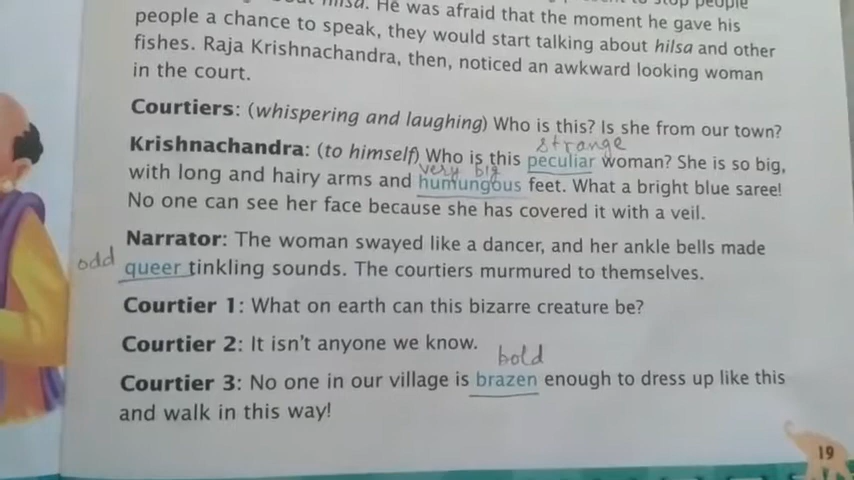 hilsa. He was afraid that the moment he gave his
people a chance to speak, they would start talking about hilsa and other
fishes. Raja Krishnachandra, then, noticed an awkward looking woman
in the court.
Courtiers: (whispering and laughing) Who is this? Is she from our town?
strange
Krishnachandra: (to himself) Who is this peculiar woman? She is so big,
very big
with long and hairy arms and humungous feet. What a bright blue saree!
No one can see her face because she has covered it with a veil.
Narrator: The woman swayed like a dancer, and her ankle bells made
odd queer tinkling sounds. The courtiers murmured to themselves.
Courtier 1: What on earth can this bizarre creature be?
Courtier 2: It isn't anyone we know.
bold
Courtier 3: No one in our village is brazen enough to dress up like this
and walk in this way!
19